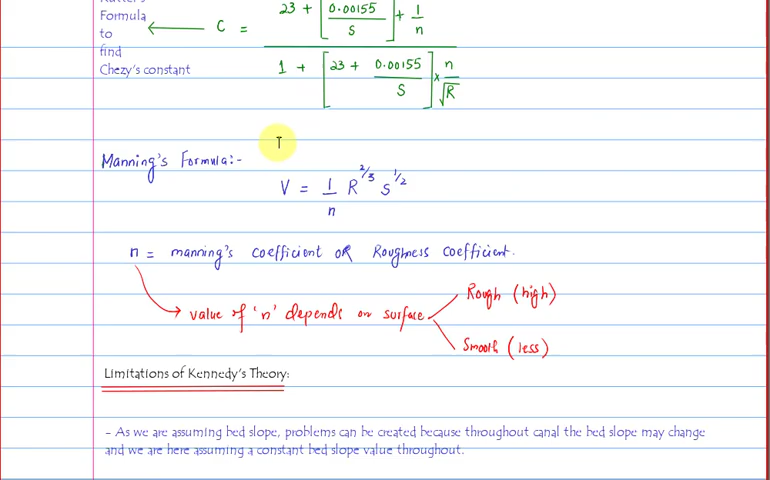 Kutter's
Formula
to
find
Chezy's constant
C = 23 + [0.00155 / S] + 1/n
1 + [23 + 0.00155 / S] × n/√R
Manning's Formula:-
V = 1/n R^2/3 S^1/2
n = manning's coefficient OR Roughness coefficient.
value of 'n' depends on surface
Rough (high)
Smooth (less)
Limitations of Kennedy's Theory:
- As we are assuming bed slope, problems can be created because throughout canal the bed slope may change
and we are here assuming a constant bed slope value throughout.